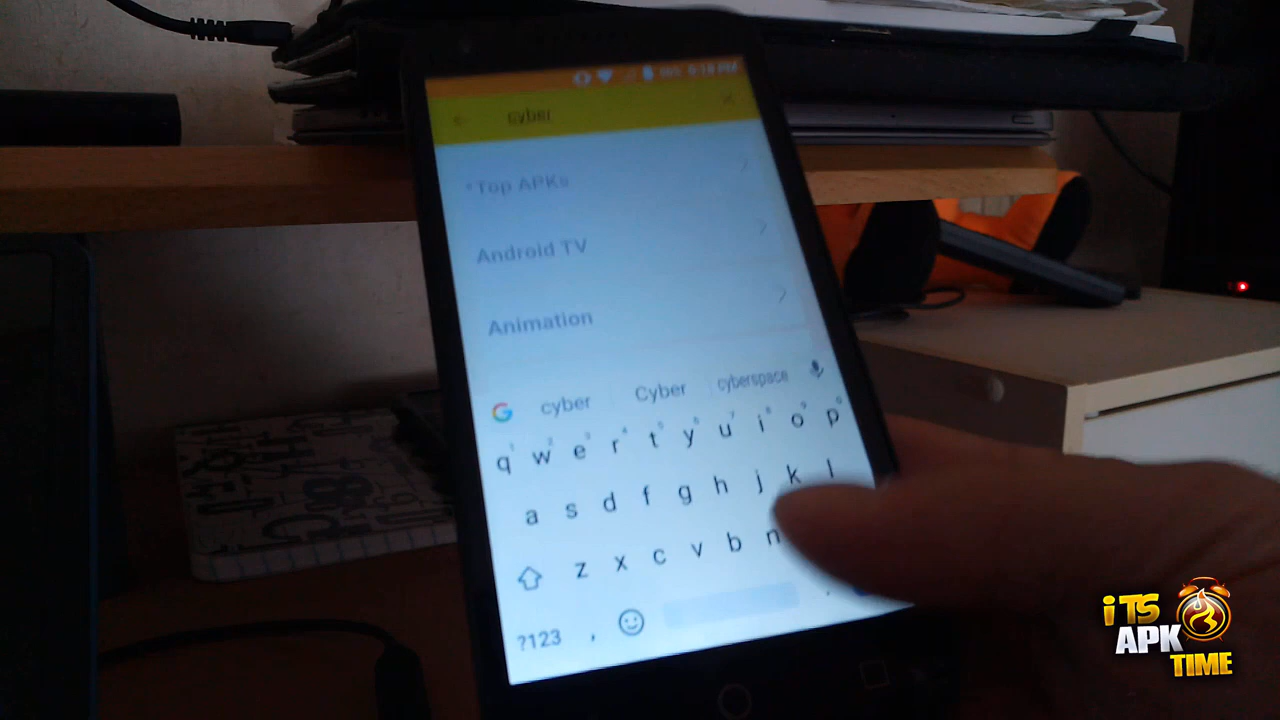 cyber
*Top APKs
Android TV
Animation
cyber Cyber cyberspace
q w e r t y u i o p
a s d f g h j k l
z x c v b n
?123 ,
iTS
APK
TIME